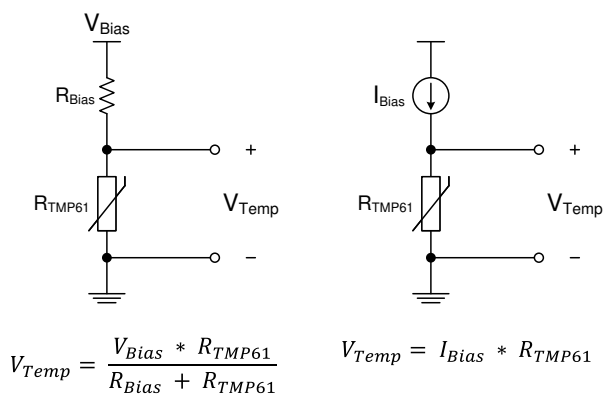 V_Bias
R_Bias
+
R_TMP61
V_Temp
−
I_Bias
+
R_TMP61
V_Temp
−
V_Temp = (V_Bias * R_TMP61) / (R_Bias + R_TMP61)
V_Temp = I_Bias * R_TMP61